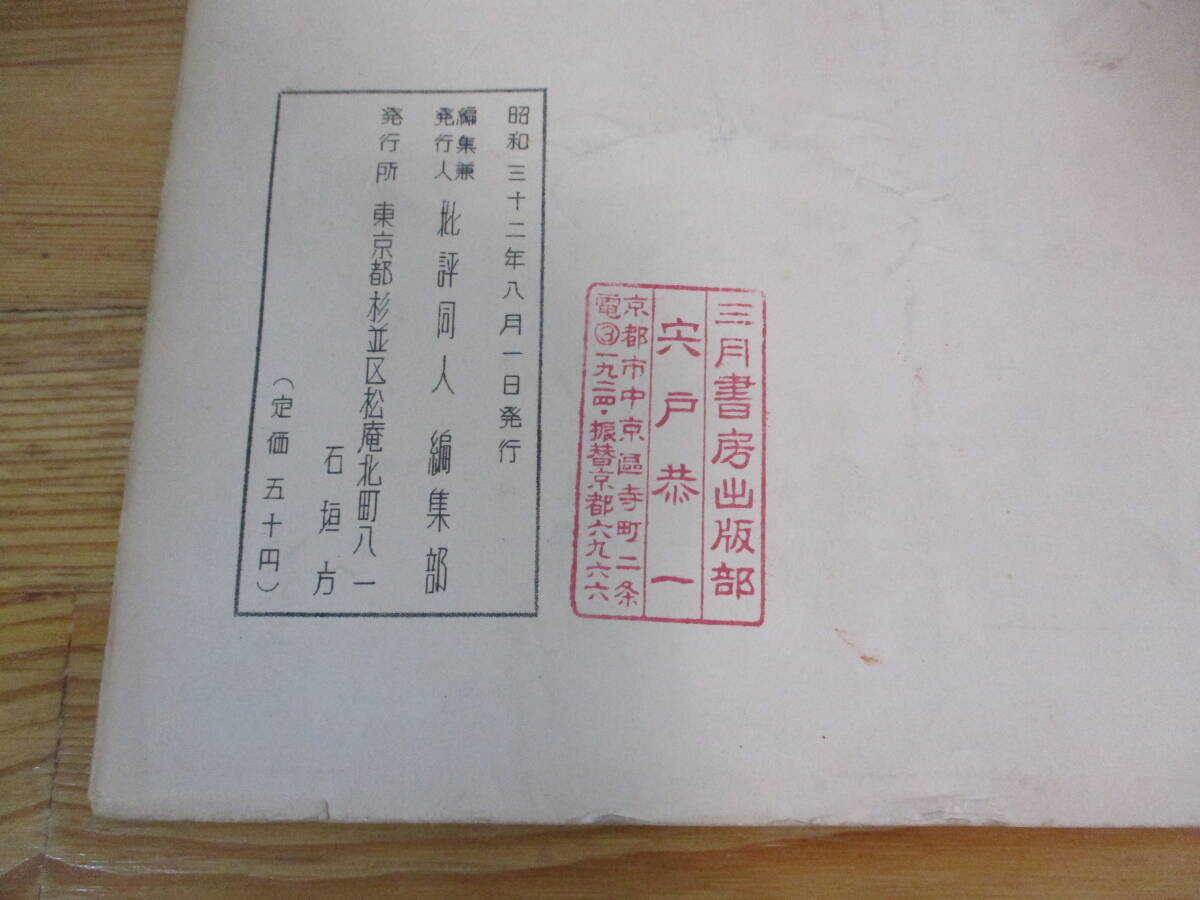 三月書房出版部
宍戸恭一
京都市中京區寺町二条
電③一九二四・振替京都六九六六
昭和三十二年八月一日発行
編集兼
発行人 批評同人 編集部
発行所 東京都杉並区松庵北町八一
石垣方
(定価 五十円)